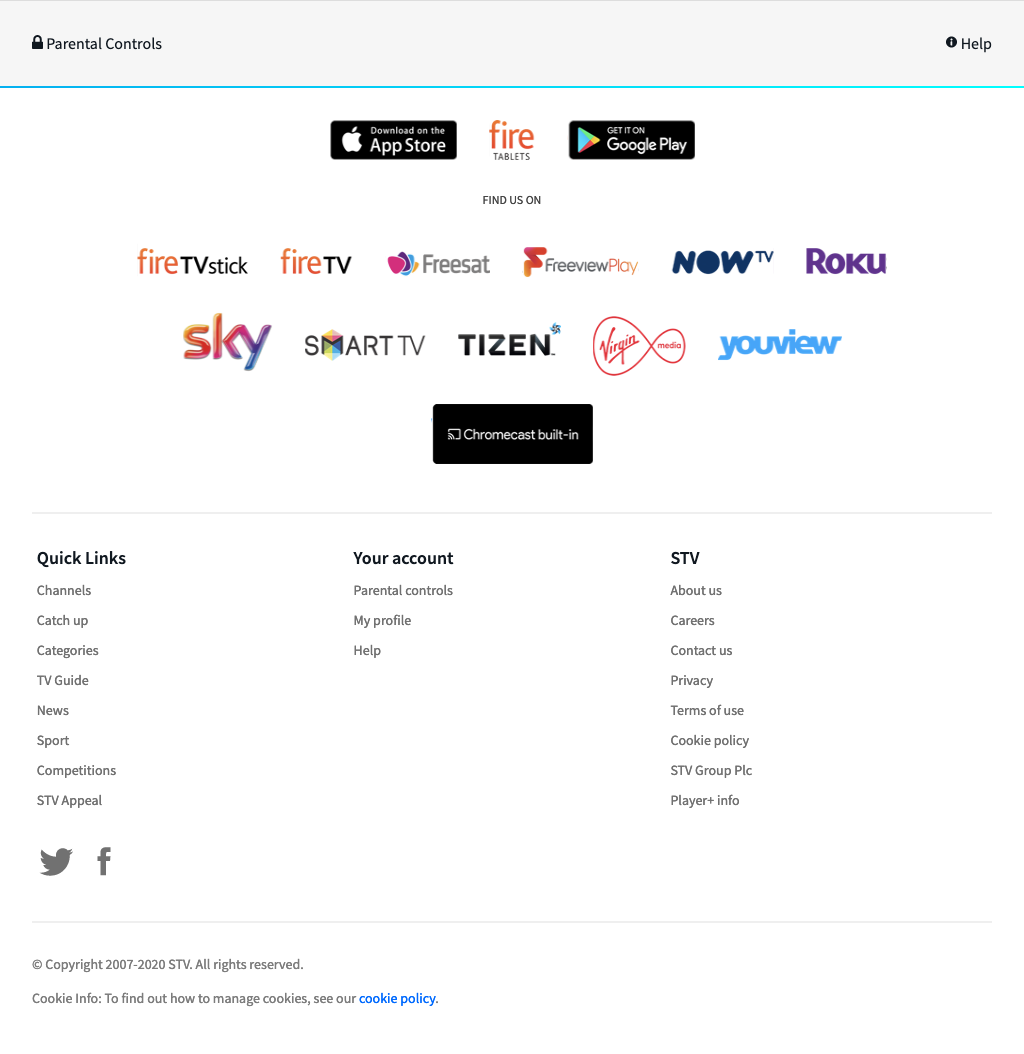 Parental Controls
Help
Download on the
App Store
fire
TABLETS
GET IT ON
Google Play
FIND US ON
fireTVstick
fireTV
Freesat
FreeviewPlay
NOW TV
ROKU
sky
SMART TV
TIZEN™
Virgin media
youview
Chromecast built-in
Quick Links
Channels
Catch up
Categories
TV Guide
News
Sport
Competitions
STV Appeal
Your account
Parental controls
My profile
Help
STV
About us
Careers
Contact us
Privacy
Terms of use
Cookie policy
STV Group Plc
Player+ info
© Copyright 2007-2020 STV. All rights reserved.
Cookie Info: To find out how to manage cookies, see our cookie policy.